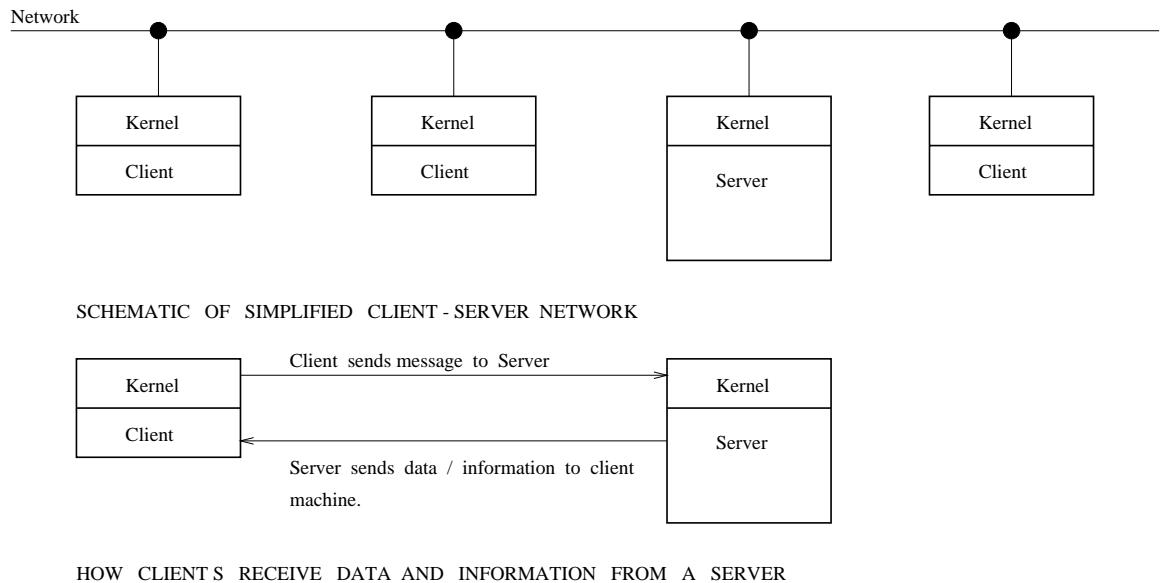 Network
Kernel
Client
Kernel
Client
Kernel
Server
Kernel
Client
SCHEMATIC OF SIMPLIFIED CLIENT - SERVER NETWORK
Kernel
Client
Client sends message to Server
Server sends data / information to client
machine.
Kernel
Server
HOW CLIENT S RECEIVE DATA AND INFORMATION FROM A SERVER